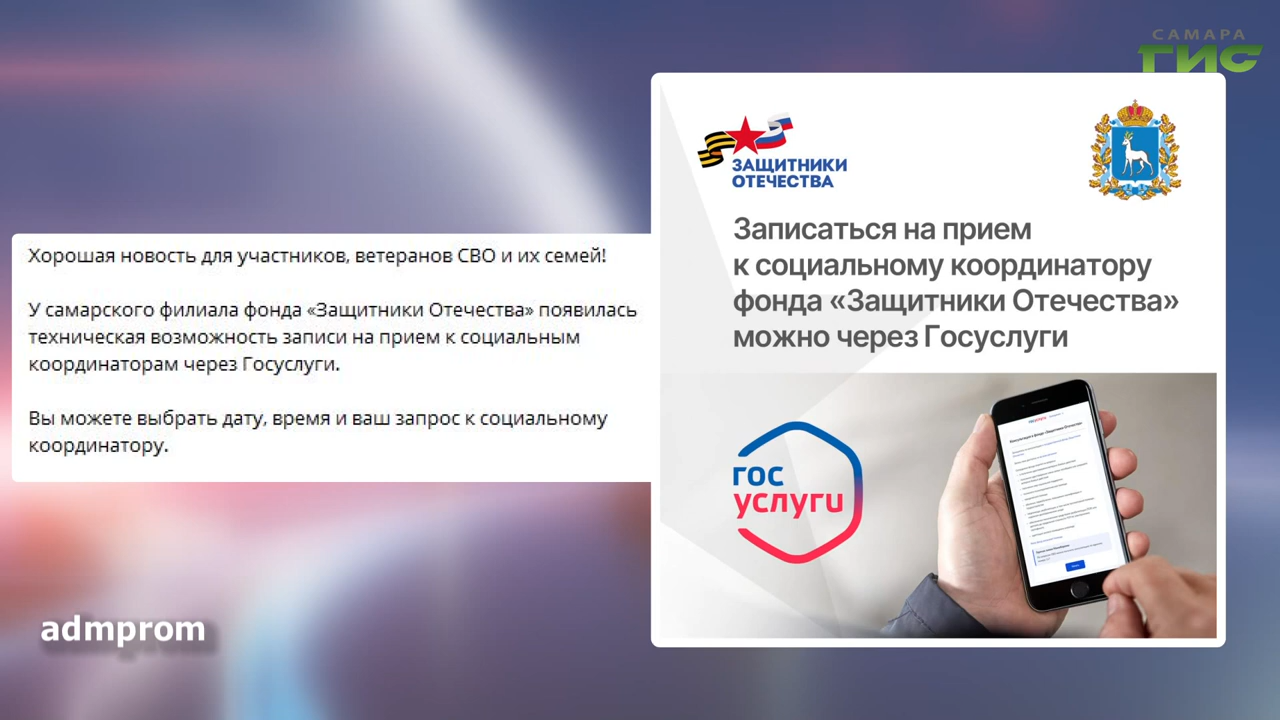 САМАРА
ГИС
Хорошая новость для участников, ветеранов СВО и их семей!
У самарского филиала фонда «Защитники Отечества» появилась
техническая возможность записи на прием к социальным
координаторам через Госуслуги.
Вы можете выбрать дату, время и ваш запрос к социальному
координатору.
ЗАЩИТНИКИ
ОТЕЧЕСТВА
Записаться на прием
к социальному координатору
фонда «Защитники Отечества»
можно через Госуслуги
гос
услуги
admprom